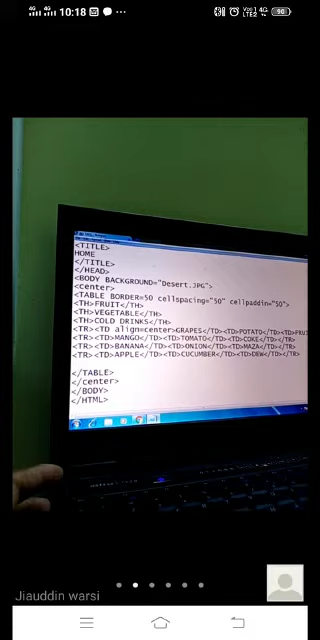 10:18
90
<TITLE>
HOME
</TITLE>
</HEAD>
<BODY BACKGROUND="Desert.JPG">
<center>
<TABLE BORDER=50 cellspacing="50" cellpaddin="50">
<TH>FRUIT</TH>
<TH>VEGETABLE</TH>
<TH>COLD DRINKS</TH>
<TR><TD align=center>GRAPES</TD><TD>POTATO</TD><TD>FRUI
<TR><TD>MANGO</TD><TD>TOMATO</TD><TD>COKE</TD></TR>
<TR><TD>BANANA</TD><TD>ONION</TD><TD>MAZA</TD></TR>
<TR><TD>APPLE</TD><TD>CUCUMBER</TD><TD>DEW</TD></TR>
</TABLE>
</center>
</BODY>
</HTML>
Jiauddin warsi